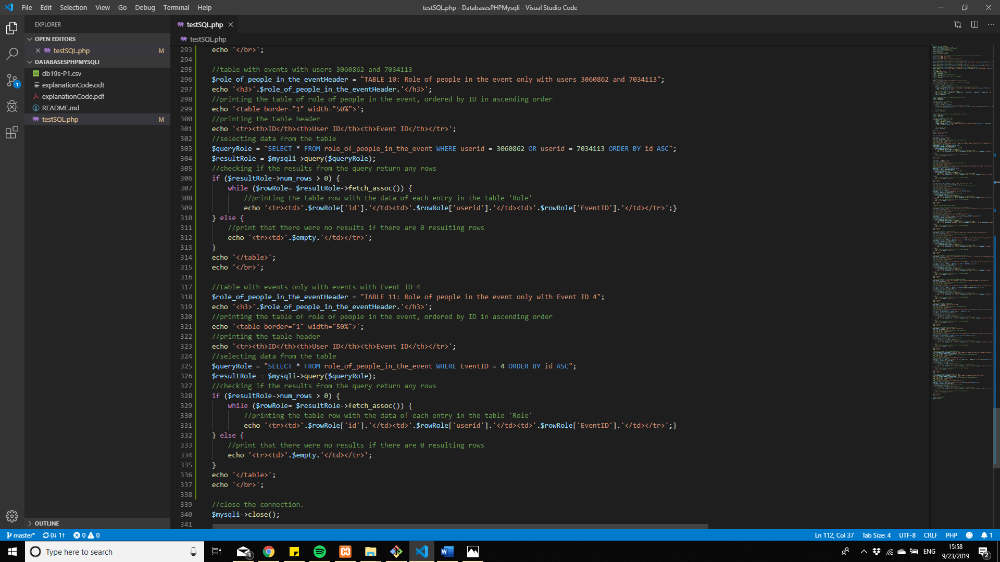 File Edit Selection View Go Debug Terminal Help
testSQL.php - DatabasesPHPMysqli - Visual Studio Code
EXPLORER
OPEN EDITORS
testSQL.php M
DATABASESPHPMYSQLI
db19s-P1.csv
explanationCode.odt
explanationCode.pdf
README.md
testSQL.php M
OUTLINE
1
testSQL.php
testSQL.php
293 echo '</br>';
294
295 //table with events with users 3060862 and 7034113
296 $role_of_people_in_the_eventHeader = "TABLE 10: Role of people in the event only with users 3060862 and 7034113";
297 echo '<h3>'.$role_of_people_in_the_eventHeader.'</h3>';
298 //printing the table of role of people in the event, ordered by ID in ascending order
299 echo '<table border="1" width="50%">';
300 //printing the table header
301 echo '<tr><th>ID</th><th>User ID</th><th>Event ID</th></tr>';
302 //selecting data from the table
303 $queryRole = "SELECT * FROM role_of_people_in_the_event WHERE userid = 3060862 OR userid = 7034113 ORDER BY id ASC";
304 $resultRole = $mysqli->query($queryRole);
305 //checking if the results from the query return any rows
306 if ($resultRole->num_rows > 0) {
307 while ($rowRole= $resultRole->fetch_assoc()) {
308 //printing the table row with the data of each entry in the table 'Role'
309 echo '<tr><td>'.$rowRole['id'].'</td><td>'.$rowRole['userid'].'</td><td>'.$rowRole['EventID'].'</td></tr>';}
310 } else {
311 //print that there were no results if there are 0 resulting rows
312 echo '<tr><td>'.$empty.'</td></tr>';
313 }
314 echo '</table>';
315 echo '</br>';
316
317 //table with events only with events with Event ID 4
318 $role_of_people_in_the_eventHeader = "TABLE 11: Role of people in the event only with Event ID 4";
319 echo '<h3>'.$role_of_people_in_the_eventHeader.'</h3>';
320 //printing the table of role of people in the event, ordered by ID in ascending order
321 echo '<table border="1" width="50%">';
322 //printing the table header
323 echo '<tr><th>ID</th><th>User ID</th><th>Event ID</th></tr>';
324 //selecting data from the table
325 $queryRole = "SELECT * FROM role_of_people_in_the_event WHERE EventID = 4 ORDER BY id ASC";
326 $resultRole = $mysqli->query($queryRole);
327 //checking if the results from the query return any rows
328 if ($resultRole->num_rows > 0) {
329 while ($rowRole= $resultRole->fetch_assoc()) {
330 //printing the table row with the data of each entry in the table 'Role'
331 echo '<tr><td>'.$rowRole['id'].'</td><td>'.$rowRole['userid'].'</td><td>'.$rowRole['EventID'].'</td></tr>';}
332 } else {
333 //print that there were no results if there are 0 resulting rows
334 echo '<tr><td>'.$empty.'</td></tr>';
335 }
336 echo '</table>';
337 echo '</br>';
338
339 //close the connection.
340 $mysqli->close();
341
master* 0↓ 1↑ 0 0
Ln 112, Col 37 Tab Size: 4 UTF-8 CRLF PHP 1
Type here to search
1
W
ENG
15:58
9/23/2019
2